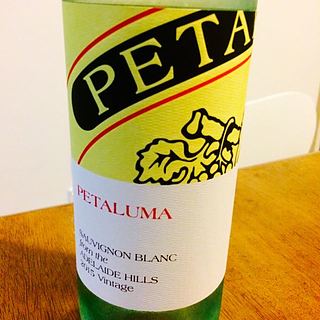 PETA
PETALUMA
SAUVIGNON BLANC
from the
ADELAIDE HILLS
2015 Vintage